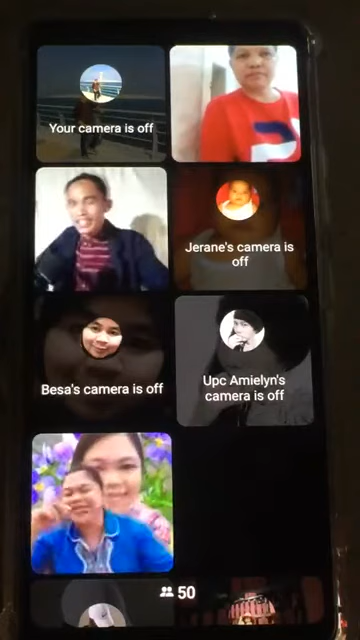 Your camera is off
Jerane's camera is
off
Besa's camera is off
Upc Amielyn's
camera is off
50